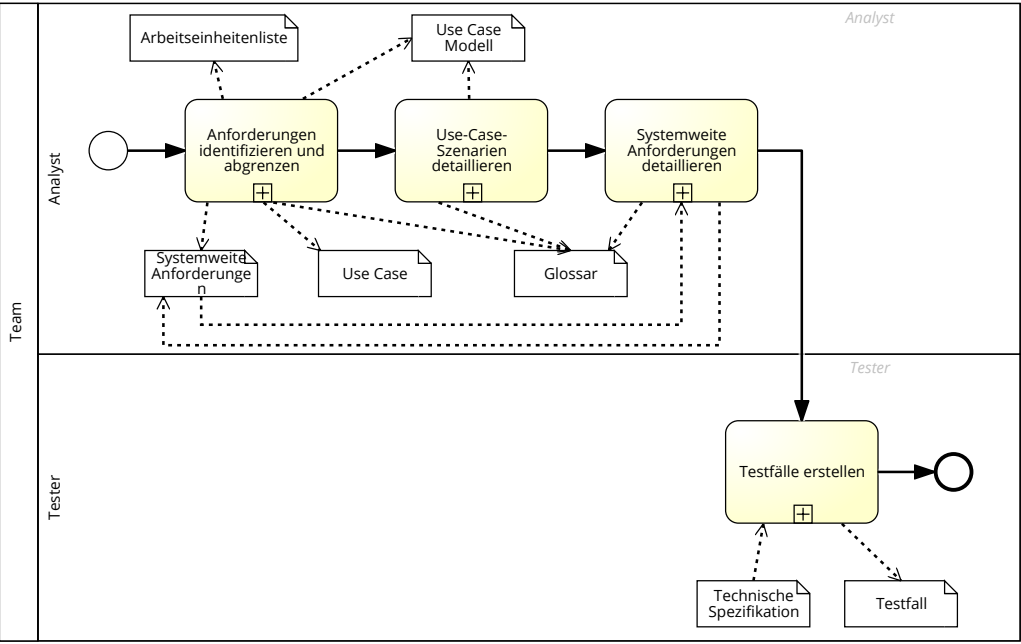 Analyst
Arbeitseinheitenliste
Use Case
Modell
Anforderungen
identifizieren und
abgrenzen
Use-Case-
Szenarien
detaillieren
Systemweite
Anforderungen
detaillieren
Analyst
Systemweite
Anforderunge
n
Use Case
Glossar
Team
Tester
Testfälle erstellen
Tester
Technische
Spezifikation
Testfall